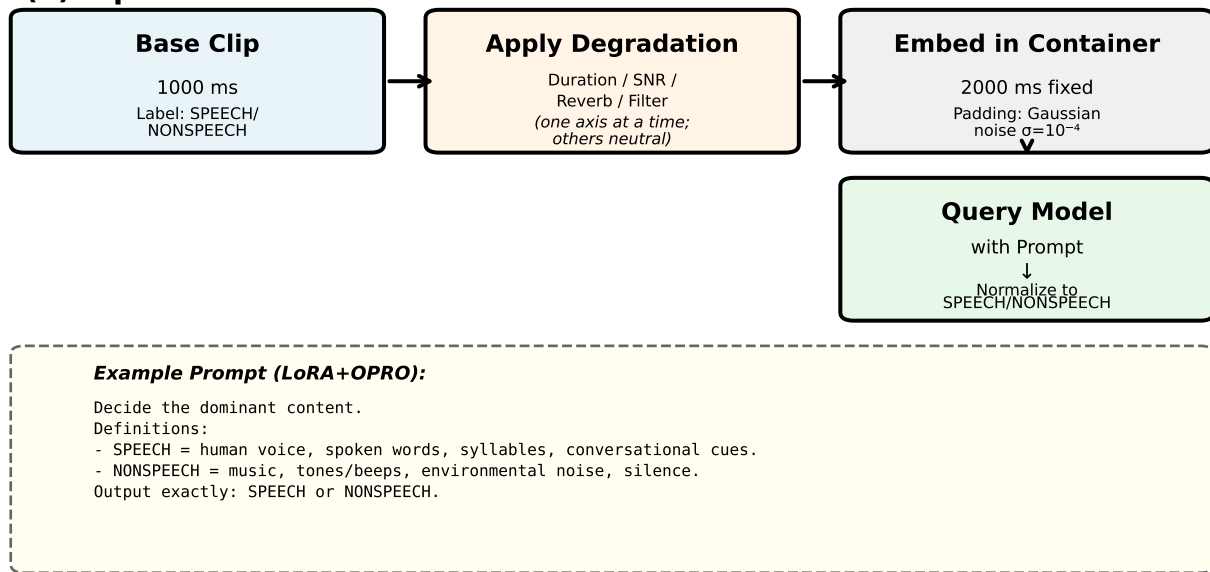 Base Clip
1000 ms
Label: SPEECH/
NONSPEECH
Apply Degradation
Duration / SNR /
Reverb / Filter
(one axis at a time;
others neutral)
Embed in Container
2000 ms fixed
Padding: Gaussian
noise σ=10⁻⁴
Query Model
with Prompt
↓
Normalize to
SPEECH/NONSPEECH
Example Prompt (LoRA+OPRO):
Decide the dominant content.
Definitions:
- SPEECH = human voice, spoken words, syllables, conversational cues.
- NONSPEECH = music, tones/beeps, environmental noise, silence.
Output exactly: SPEECH or NONSPEECH.